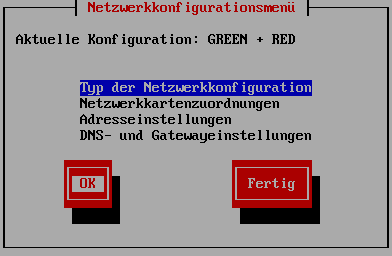 Netzwerkkonfigurationsmenü
Aktuelle Konfiguration: GREEN + RED
Typ der Netzwerkkonfiguration
Netzwerkkartenzuordnungen
Adresseinstellungen
DNS- und Gatewayeinstellungen
OK Fertig